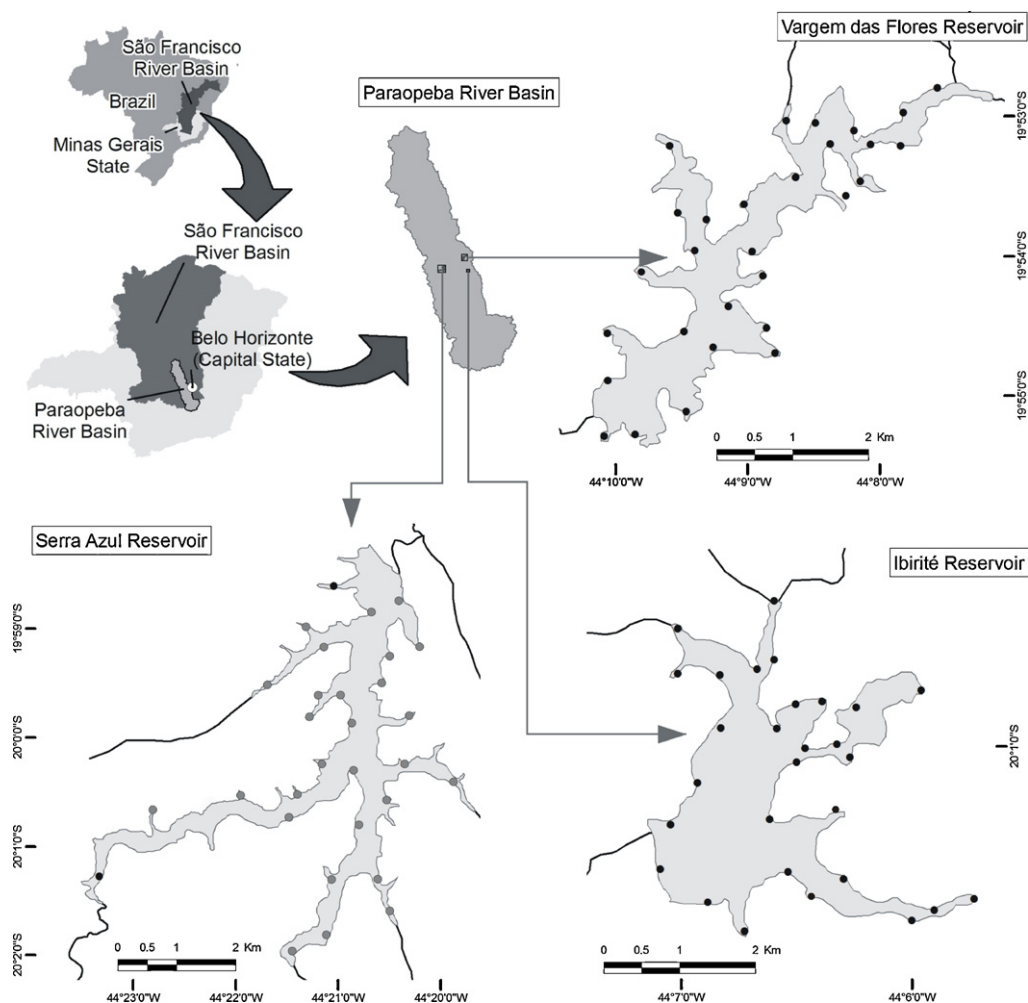 Vargem das Flores Reservoir
São Francisco
River Basin
Brazil
Minas Gerais
State
Paraopeba River Basin
São Francisco
River Basin
Belo Horizonte
(Capital State)
Paraopeba
River Basin
19°53'0"S
19°54'0"S
19°55'0"S
0 0.5 1 2 Km
44°10'0"W 44°9'0"W 44°8'0"W
Serra Azul Reservoir
19°59'0"S
20°0'0"S
20°1'0"S
20°2'0"S
0 0.5 1 2 Km
44°23'0"W 44°22'0"W 44°21'0"W 44°20'0"W
Ibirité Reservoir
20°1'0"S
0 0.5 1 2 Km
44°7'0"W 44°6'0"W